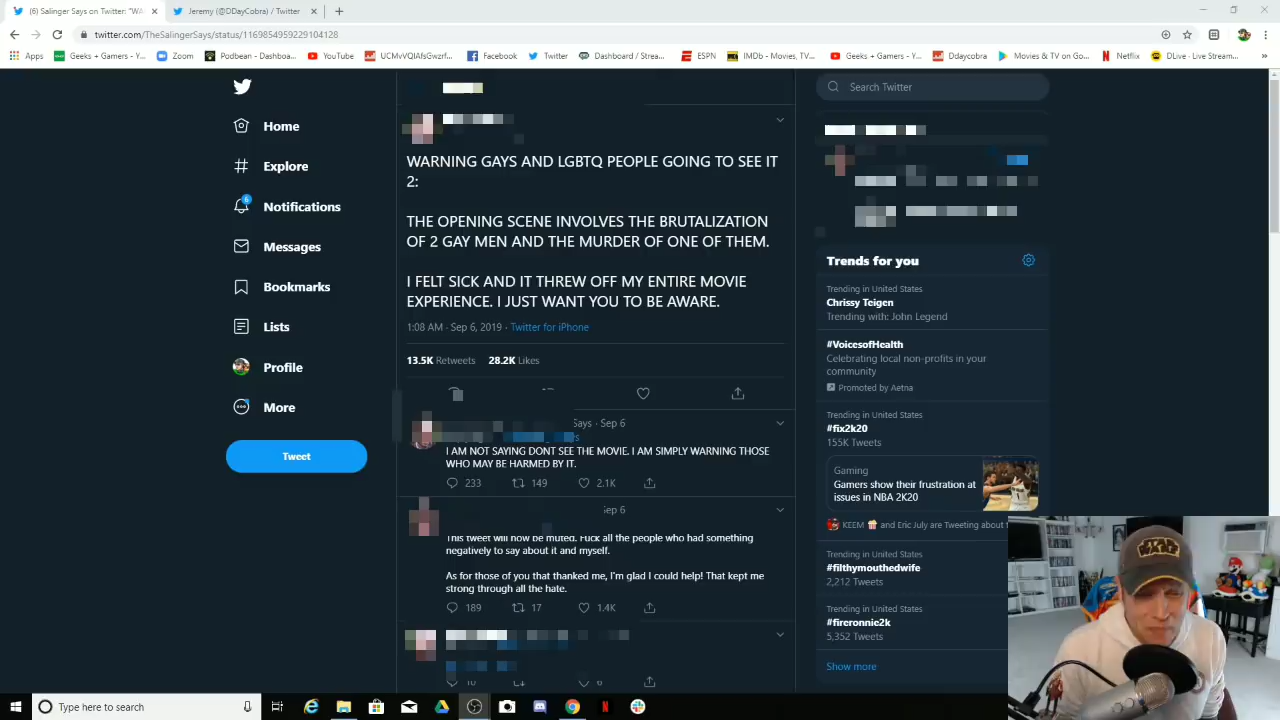 (6) Salinger Says on Twitter: "WA
Jeremy (@DDayCobra) / Twitter
twitter.com/TheSalingerSays/status/1169854959229104128
Apps
Geeks + Gamers - Y...
Zoom
Podbean - Dashboa...
YouTube
UCMvVQIAfsGwzrf...
Facebook
Twitter
Dashboard / Strea...
ESPN
IMDb - Movies, TV...
Geeks + Gamers - Y...
Ddaycobra
Movies & TV on Go...
Netflix
DLive · Live Stream...
Home
Explore
6
Notifications
Messages
Bookmarks
Lists
Profile
More
Tweet
WARNING GAYS AND LGBTQ PEOPLE GOING TO SEE IT
2:
THE OPENING SCENE INVOLVES THE BRUTALIZATION
OF 2 GAY MEN AND THE MURDER OF ONE OF THEM.
I FELT SICK AND IT THREW OFF MY ENTIRE MOVIE
EXPERIENCE. I JUST WANT YOU TO BE AWARE.
1:08 AM · Sep 6, 2019 · Twitter for iPhone
13.5K Retweets 28.2K Likes
Says · Sep 6
I AM NOT SAYING DONT SEE THE MOVIE. I AM SIMPLY WARNING THOSE
WHO MAY BE HARMED BY IT.
233 149 2.1K
Sep 6
This tweet will now be muted. Fuck all the people who had something
negatively to say about it and myself.
As for those of you that thanked me, I'm glad I could help! That kept me
strong through all the hate.
189 17 1.4K
10 6
Search Twitter
Trends for you
Trending in United States
Chrissy Teigen
Trending with: John Legend
#VoicesofHealth
Celebrating local non-profits in your
community
Promoted by Aetna
Trending in United States
#fix2k20
155K Tweets
Gaming
Gamers show their frustration at
issues in NBA 2K20
KEEM and Eric July are Tweeting about
Trending in United States
#filthymouthedwife
2,212 Tweets
Trending in United States
#fireronnie2k
5,352 Tweets
Show more
Type here to search